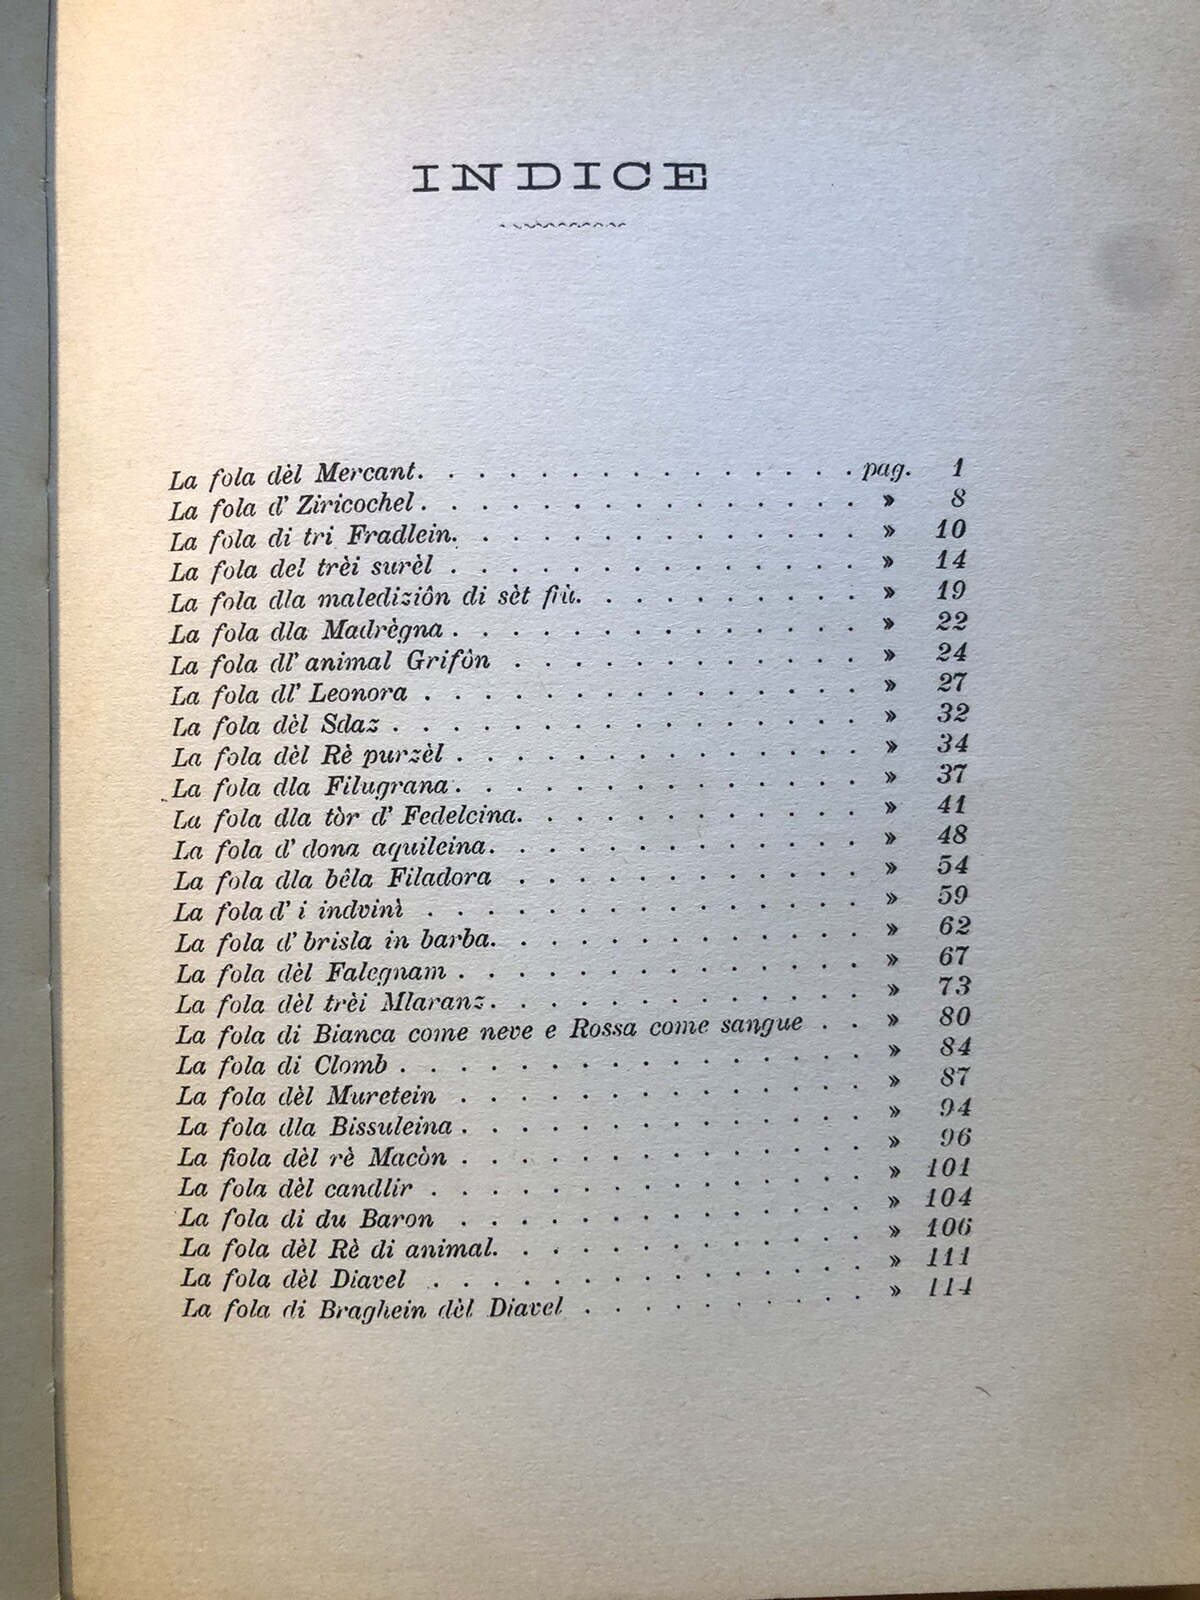 INDICE
La fola dèl Mercant. . . . . . . . . . . . . . . pag. 1
La fola d' Ziricochel . . . . . . . . . . . . . . » 8
La fola di tri Fradlein. . . . . . . . . . . . . . » 10
La fola del trèi surèl . . . . . . . . . . . . . . » 14
La fola dla malediziôn di sèt fiù. . . . . . . . . . » 19
La fola dla Madrègna . . . . . . . . . . . . . . » 22
La fola dl' animal Grifôn . . . . . . . . . . . . » 24
La fola dl' Leonora . . . . . . . . . . . . . . . » 27
La fola dèl Sdaz . . . . . . . . . . . . . . . . » 32
La fola dèl Rè purzèl . . . . . . . . . . . . . . » 34
La fola dla Filugrana . . . . . . . . . . . . . . » 37
La fola dla tòr d' Fedelcina. . . . . . . . . . . . » 41
La fola d' dona aquileina. . . . . . . . . . . . . » 48
La fola dla bêla Filadora . . . . . . . . . . . . » 54
La fola d' i indvinì . . . . . . . . . . . . . . . » 59
La fola d' brisla in barba. . . . . . . . . . . . . » 62
La fola dèl Falegnam . . . . . . . . . . . . . . » 67
La fola dèl trèi Mlaranz . . . . . . . . . . . . . » 73
La fola di Bianca come neve e Rossa come sangue . . » 80
La fola di Clomb . . . . . . . . . . . . . . . . » 84
La fola dèl Muretein . . . . . . . . . . . . . . » 87
La fola dla Bissuleina . . . . . . . . . . . . . . » 94
La fiola dèl rè Macòn . . . . . . . . . . . . . . » 96
La fola dèl candlir . . . . . . . . . . . . . . . » 101
La fola di du Baron . . . . . . . . . . . . . . » 104
La fola dèl Rè di animal. . . . . . . . . . . . . » 106
La fola dèl Diavel . . . . . . . . . . . . . . . » 111
La fola di Braghein dèl Diavel . . . . . . . . . . » 114